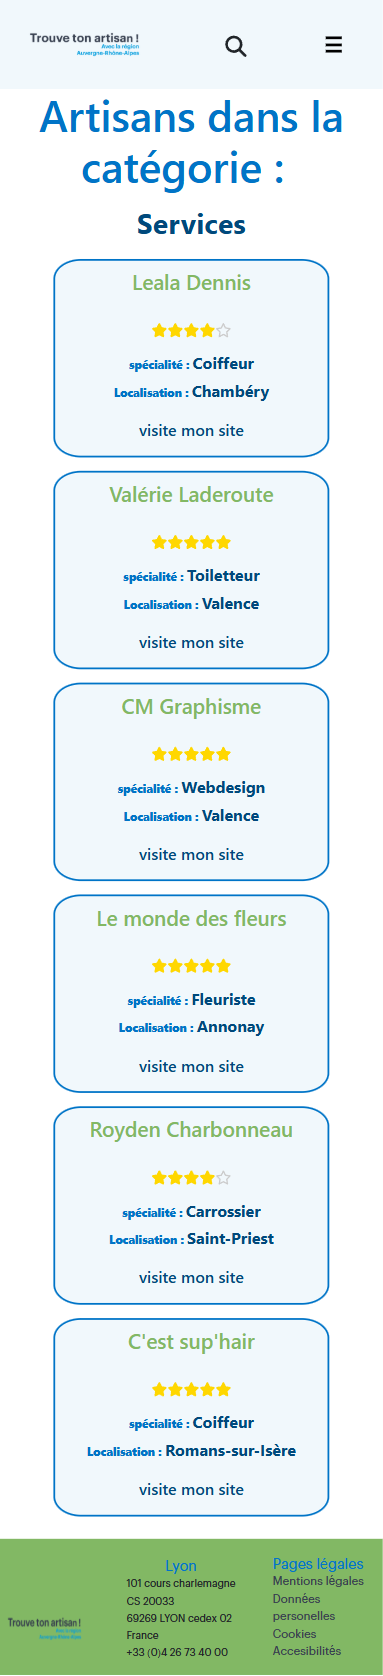 Trouve ton artisan !
Avec la région
Auvergne-Rhône-Alpes
☰
Artisans dans la
catégorie :
Services
Leala Dennis
spécialité : Coiffeur
Localisation : Chambéry
visite mon site
Valérie Laderoute
spécialité : Toiletteur
Localisation : Valence
visite mon site
CM Graphisme
spécialité : Webdesign
Localisation : Valence
visite mon site
Le monde des fleurs
spécialité : Fleuriste
Localisation : Annonay
visite mon site
Royden Charbonneau
spécialité : Carrossier
Localisation : Saint-Priest
visite mon site
C'est sup'hair
spécialité : Coiffeur
Localisation : Romans-sur-Isère
visite mon site
Trouve ton artisan !
Avec la région
Auvergne-Rhône-Alpes
Lyon
101 cours charlemagne
CS 20033
69269 LYON cedex 02
France
+33 (0)4 26 73 40 00
Pages légales
Mentions légales
Données
personelles
Cookies
Accesibilités